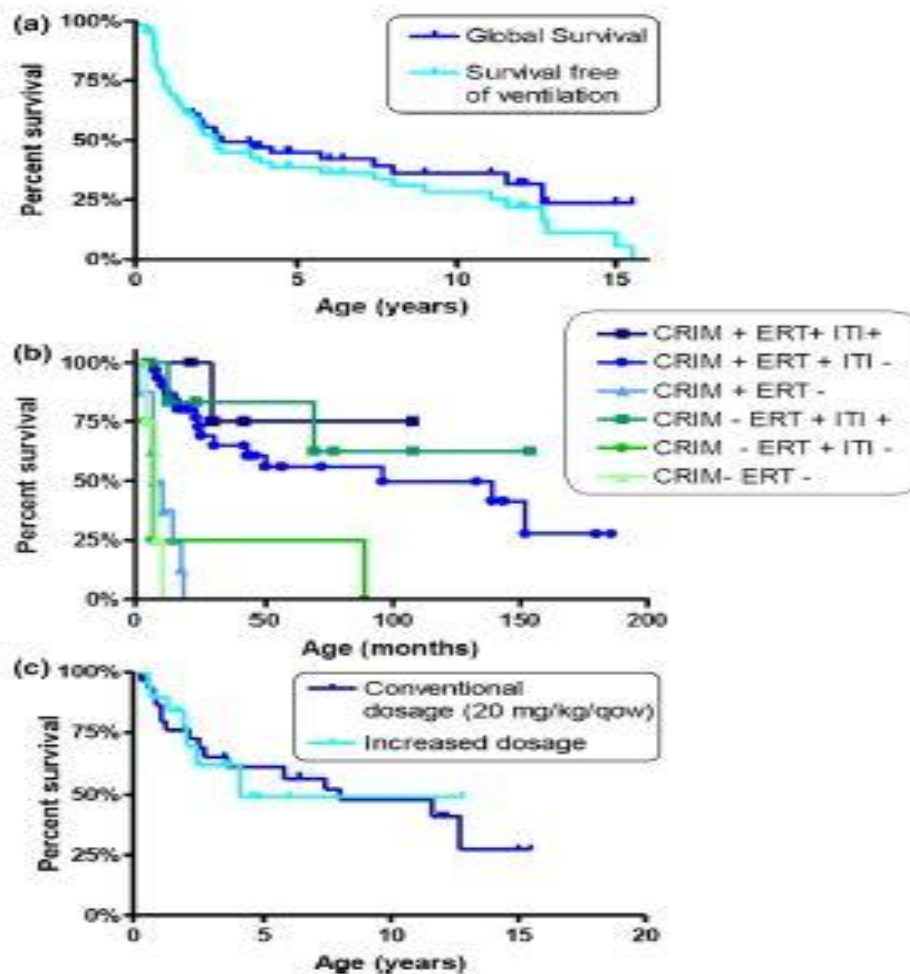 (a)
100%
75%
50%
25%
0%
Percent survival
Global Survival
Survival free
of ventilation
0 5 10 15
Age (years)
(b)
100%
75%
50%
25%
0%
Percent survival
CRIM + ERT+ ITI+
CRIM + ERT + ITI -
CRIM + ERT -
CRIM - ERT + ITI +
CRIM - ERT + ITI -
CRIM- ERT -
50 100 150 200
Age (months)
(c)
100%
75%
50%
25%
0%
Percent survival
Conventional
dosage (20 mg/kg/qow)
Increased dosage
0 5 10 15 20
Age (years)